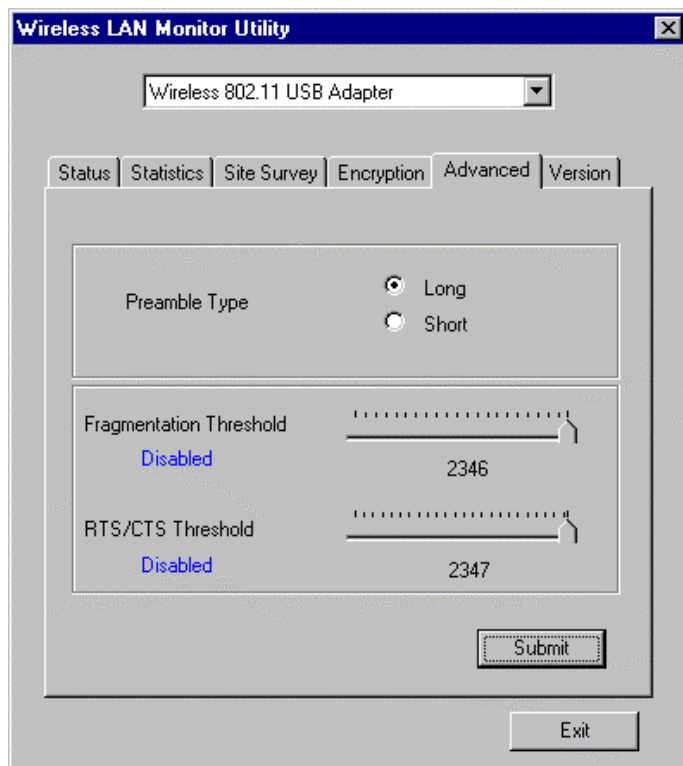 Wireless LAN Monitor Utility
Wireless 802.11 USB Adapter
Status Statistics Site Survey Encryption Advanced Version
Preamble Type
Long
Short
Fragmentation Threshold
Disabled
2346
RTS/CTS Threshold
Disabled
2347
Submit
Exit